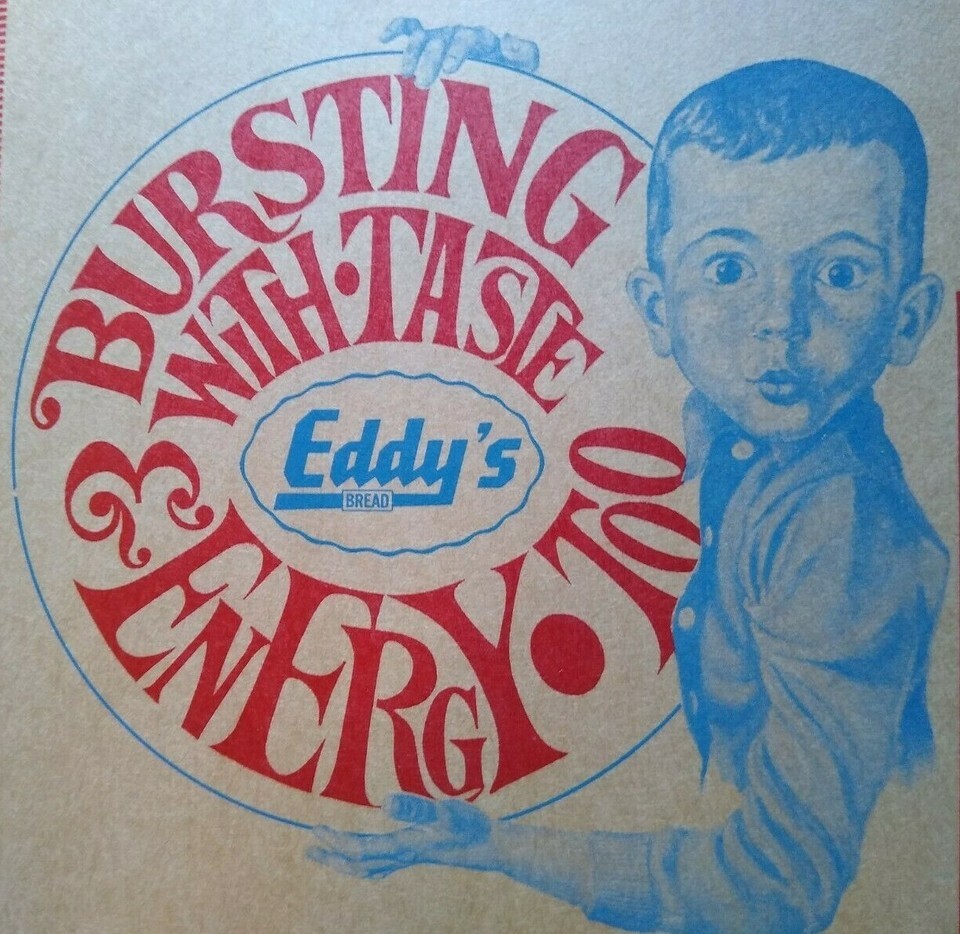 BURSTING
WITH · TASTE
& ENERGY · TOO
Eddy's
BREAD